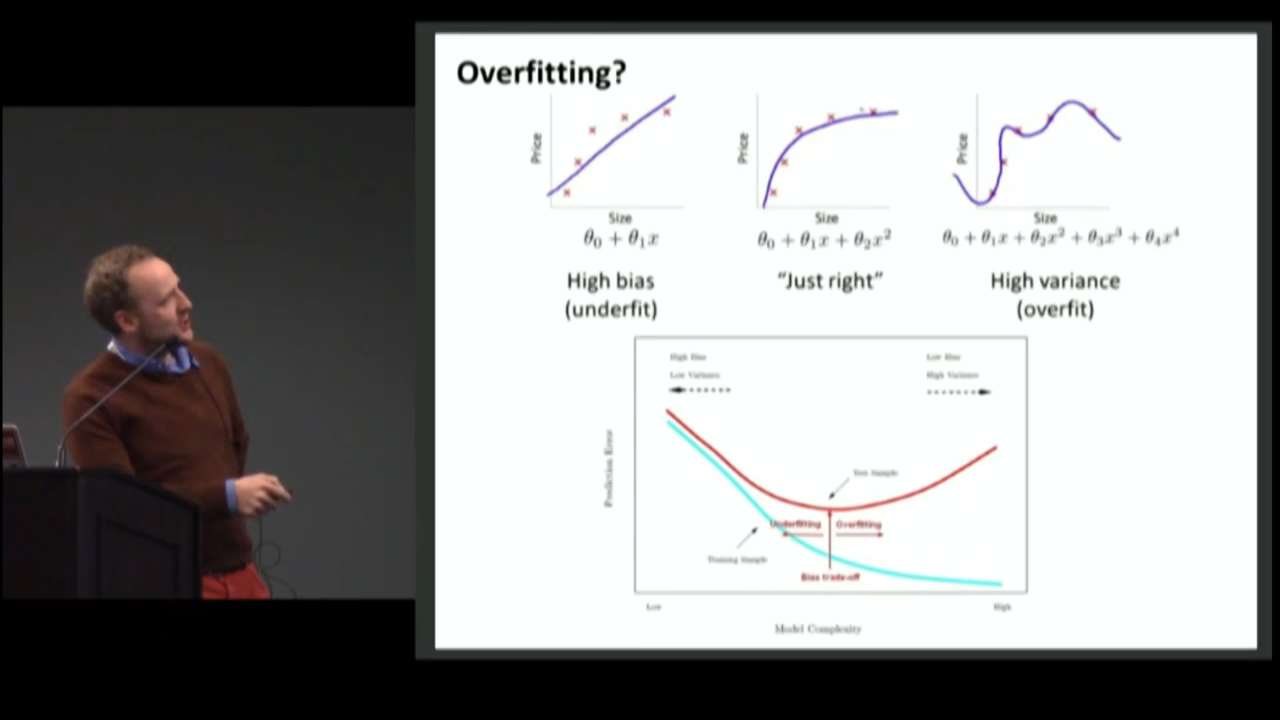 Overfitting?
Price
Size
θ₀ + θ₁x
High bias
(underfit)
Price
Size
θ₀ + θ₁x + θ₂x²
“Just right”
Price
Size
θ₀ + θ₁x + θ₂x² + θ₃x³ + θ₄x⁴
High variance
(overfit)
High Bias
Low Variance
Low Bias
High Variance
Prediction Error
Test Sample
Underfitting
Overfitting
Training Sample
Bias trade-off
Low
High
Model Complexity